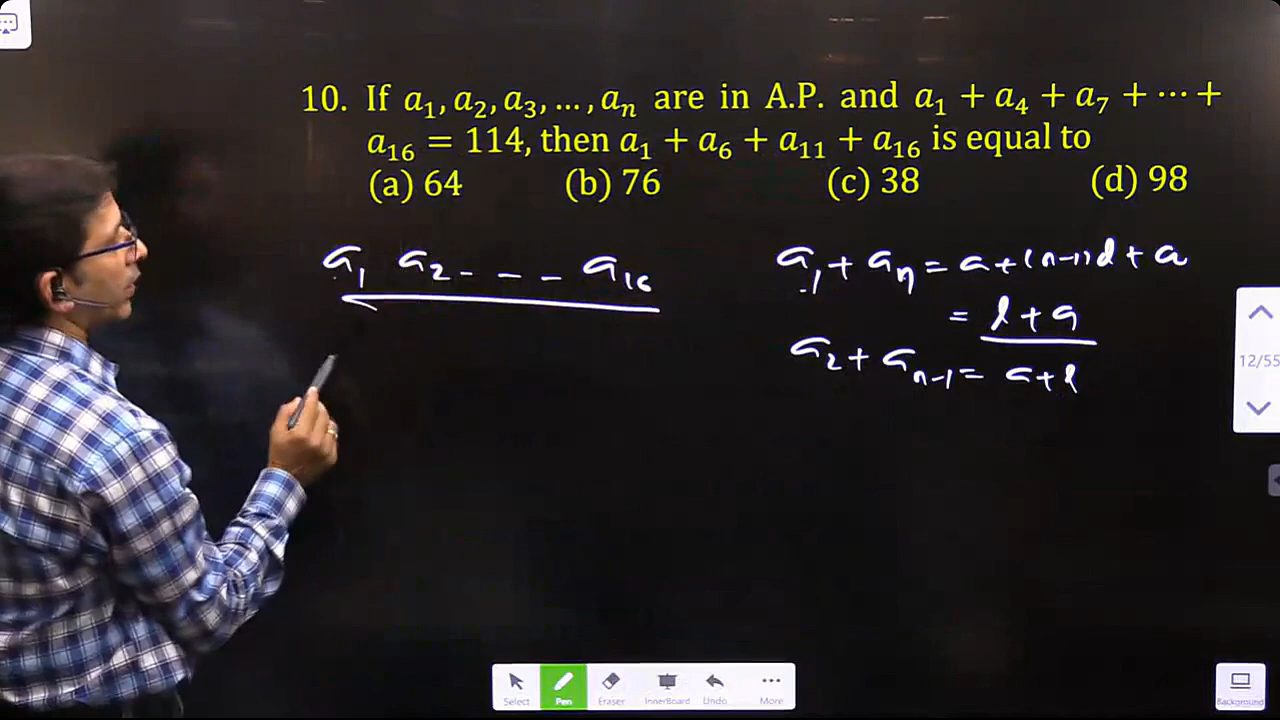 10. If a₁, a₂, a₃, ..., aₙ are in A.P. and a₁ + a₄ + a₇ + ⋯ +
a₁₆ = 114, then a₁ + a₆ + a₁₁ + a₁₆ is equal to
(a) 64 (b) 76 (c) 38 (d) 98
a₁ a₂ - - - a₁₆
a₁ + aₙ = a + (n-1)d + a
= l + a
a₂ + aₙ₋₁ = a + l
12/55
Select Pen Eraser InnerBoard Undo More
Background